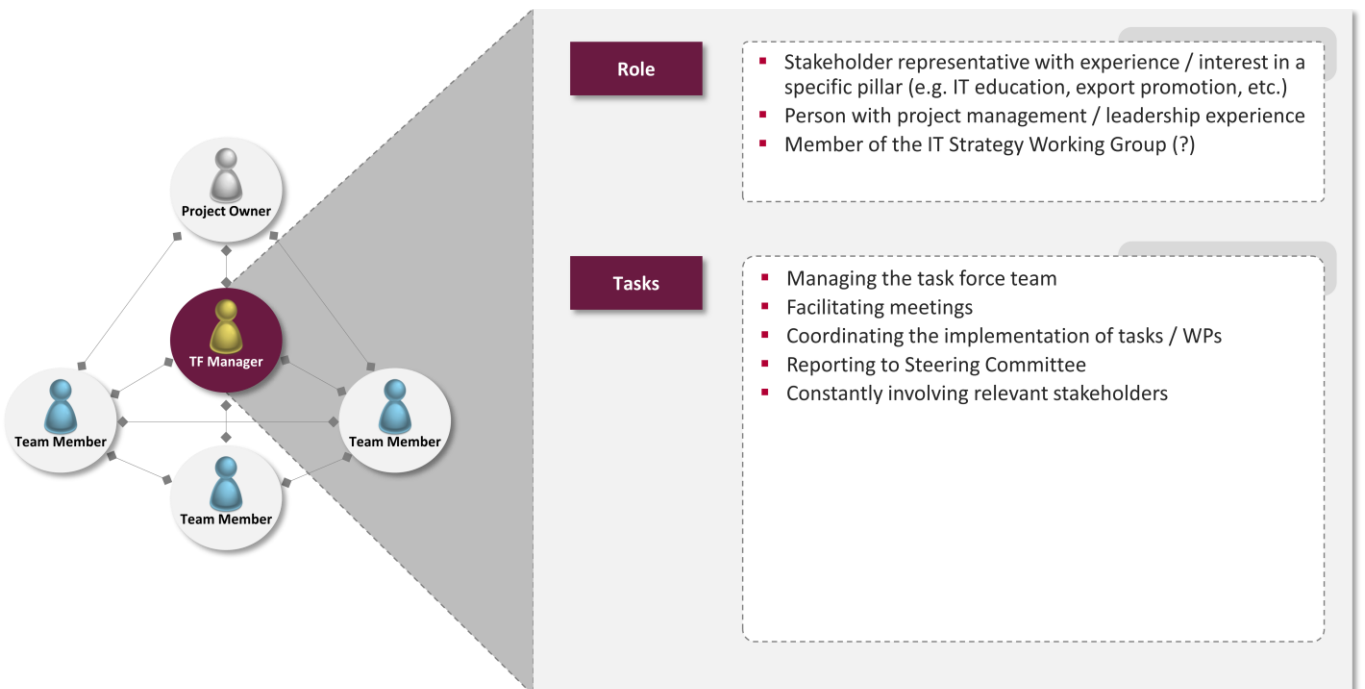 Project Owner
TF Manager
Team Member
Team Member
Team Member
Role
Stakeholder representative with experience / interest in a
specific pillar (e.g. IT education, export promotion, etc.)
Person with project management / leadership experience
Member of the IT Strategy Working Group (?)
Tasks
Managing the task force team
Facilitating meetings
Coordinating the implementation of tasks / WPs
Reporting to Steering Committee
Constantly involving relevant stakeholders